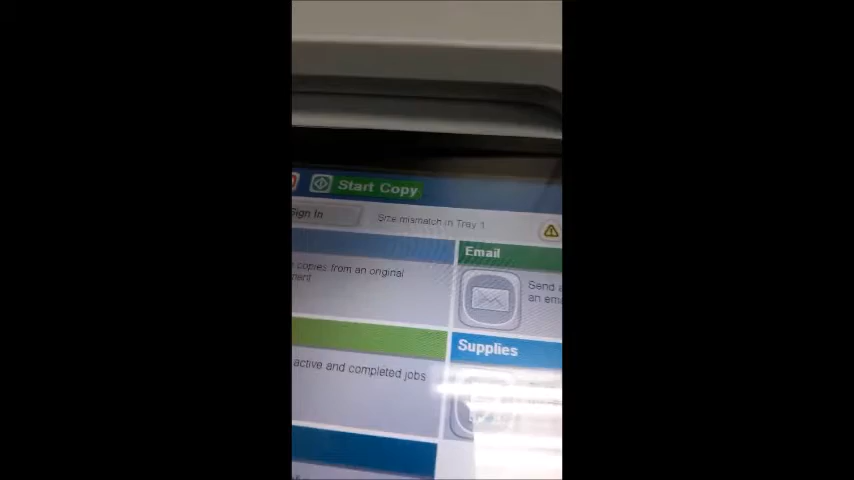 Start Copy
Sign In
Size mismatch in Tray 1
Email
copies from an original
Send
an
Supplies
active and completed jobs